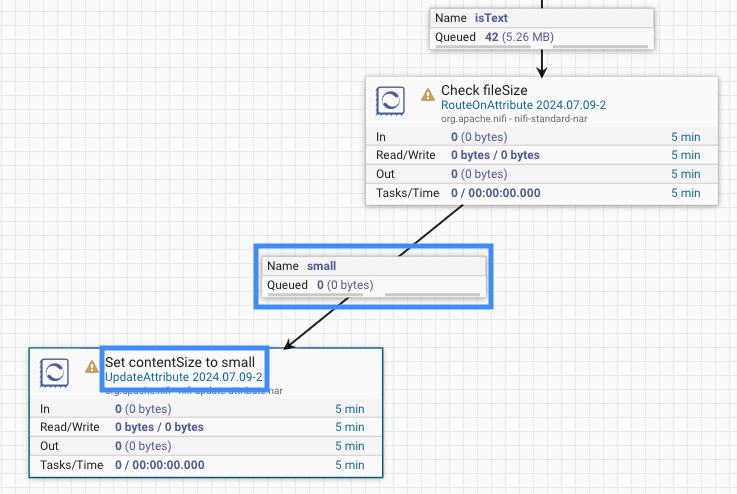 Name isText
Queued 42 (5.26 MB)
Check fileSize
RouteOnAttribute 2024.07.09-2
org.apache.nifi - nifi-standard-nar
In 0 (0 bytes) 5 min
Read/Write 0 bytes / 0 bytes 5 min
Out 0 (0 bytes) 5 min
Tasks/Time 0 / 00:00:00.000 5 min
Name small
Queued 0 (0 bytes)
Set contentSize to small
UpdateAttribute 2024.07.09-2
org.apache.nifi - nifi-update-attribute-nar
In 0 (0 bytes) 5 min
Read/Write 0 bytes / 0 bytes 5 min
Out 0 (0 bytes) 5 min
Tasks/Time 0 / 00:00:00.000 5 min